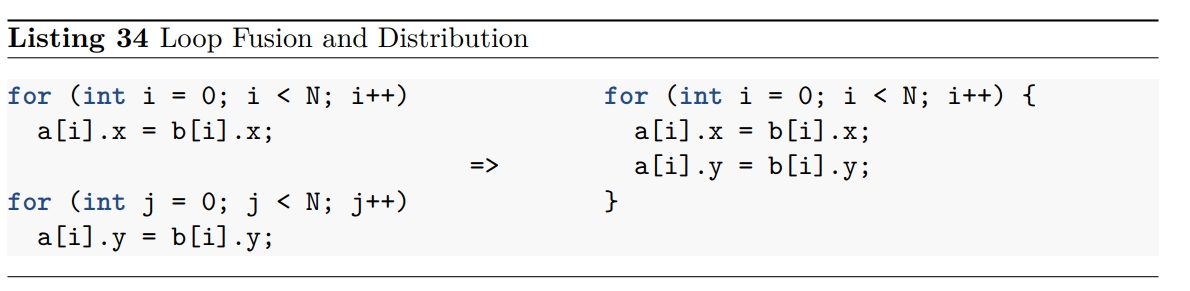 Listing 34 Loop Fusion and Distribution
for (int i = 0; i < N; i++)
  a[i].x = b[i].x;
for (int j = 0; j < N; j++)
  a[i].y = b[i].y;
=>
for (int i = 0; i < N; i++) {
  a[i].x = b[i].x;
  a[i].y = b[i].y;
}